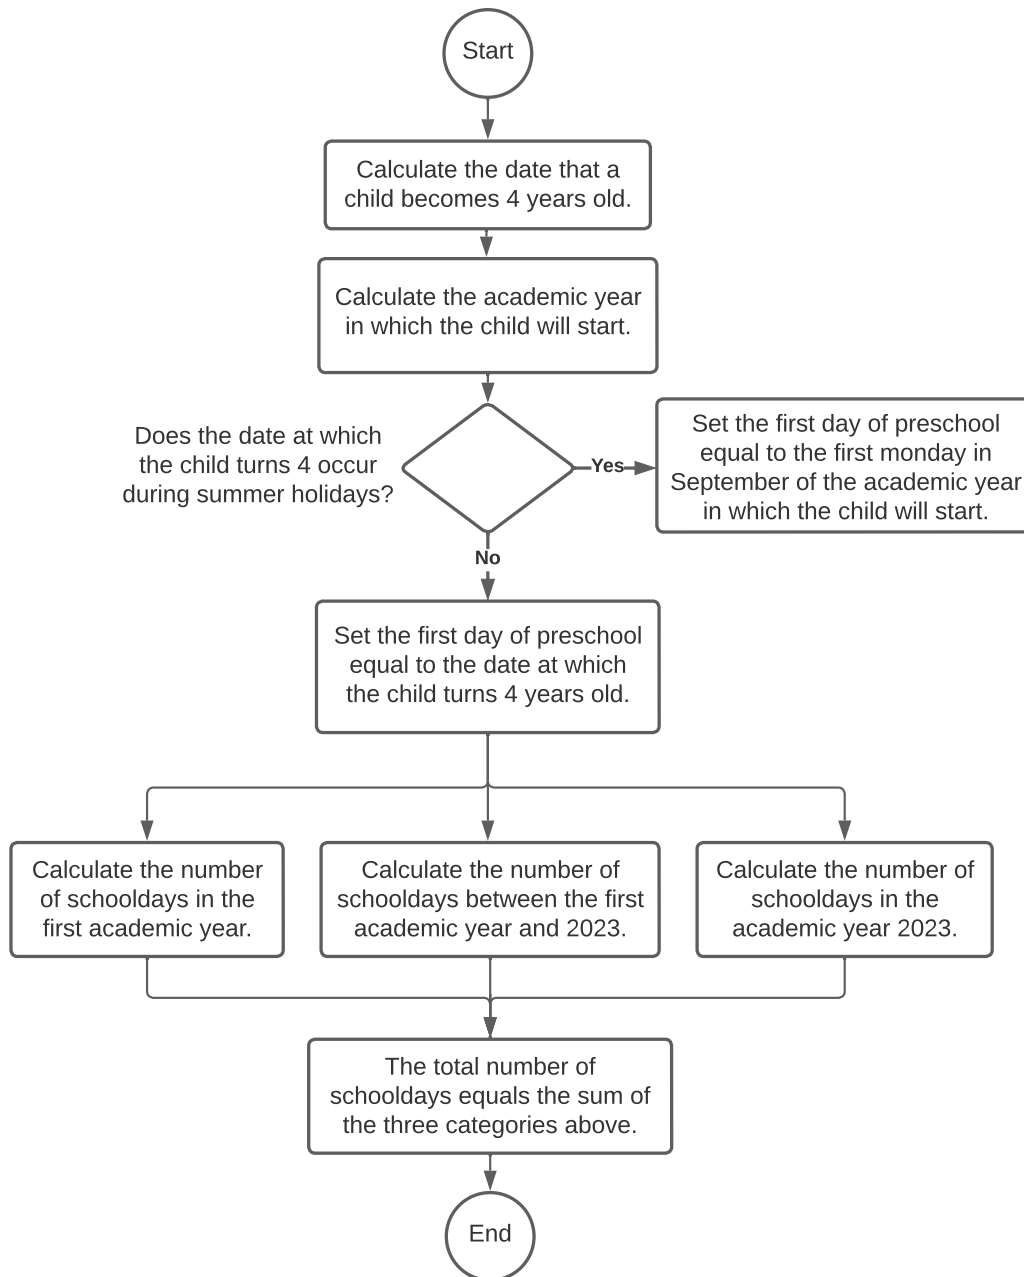 Start
Calculate the date that a
child becomes 4 years old.
Calculate the academic year
in which the child will start.
Does the date at which
the child turns 4 occur
during summer holidays?
Yes
Set the first day of preschool
equal to the first monday in
September of the academic year
in which the child will start.
No
Set the first day of preschool
equal to the date at which
the child turns 4 years old.
Calculate the number
of schooldays in the
first academic year.
Calculate the number of
schooldays between the first
academic year and 2023.
Calculate the number of
schooldays in the
academic year 2023.
The total number of
schooldays equals the sum of
the three categories above.
End